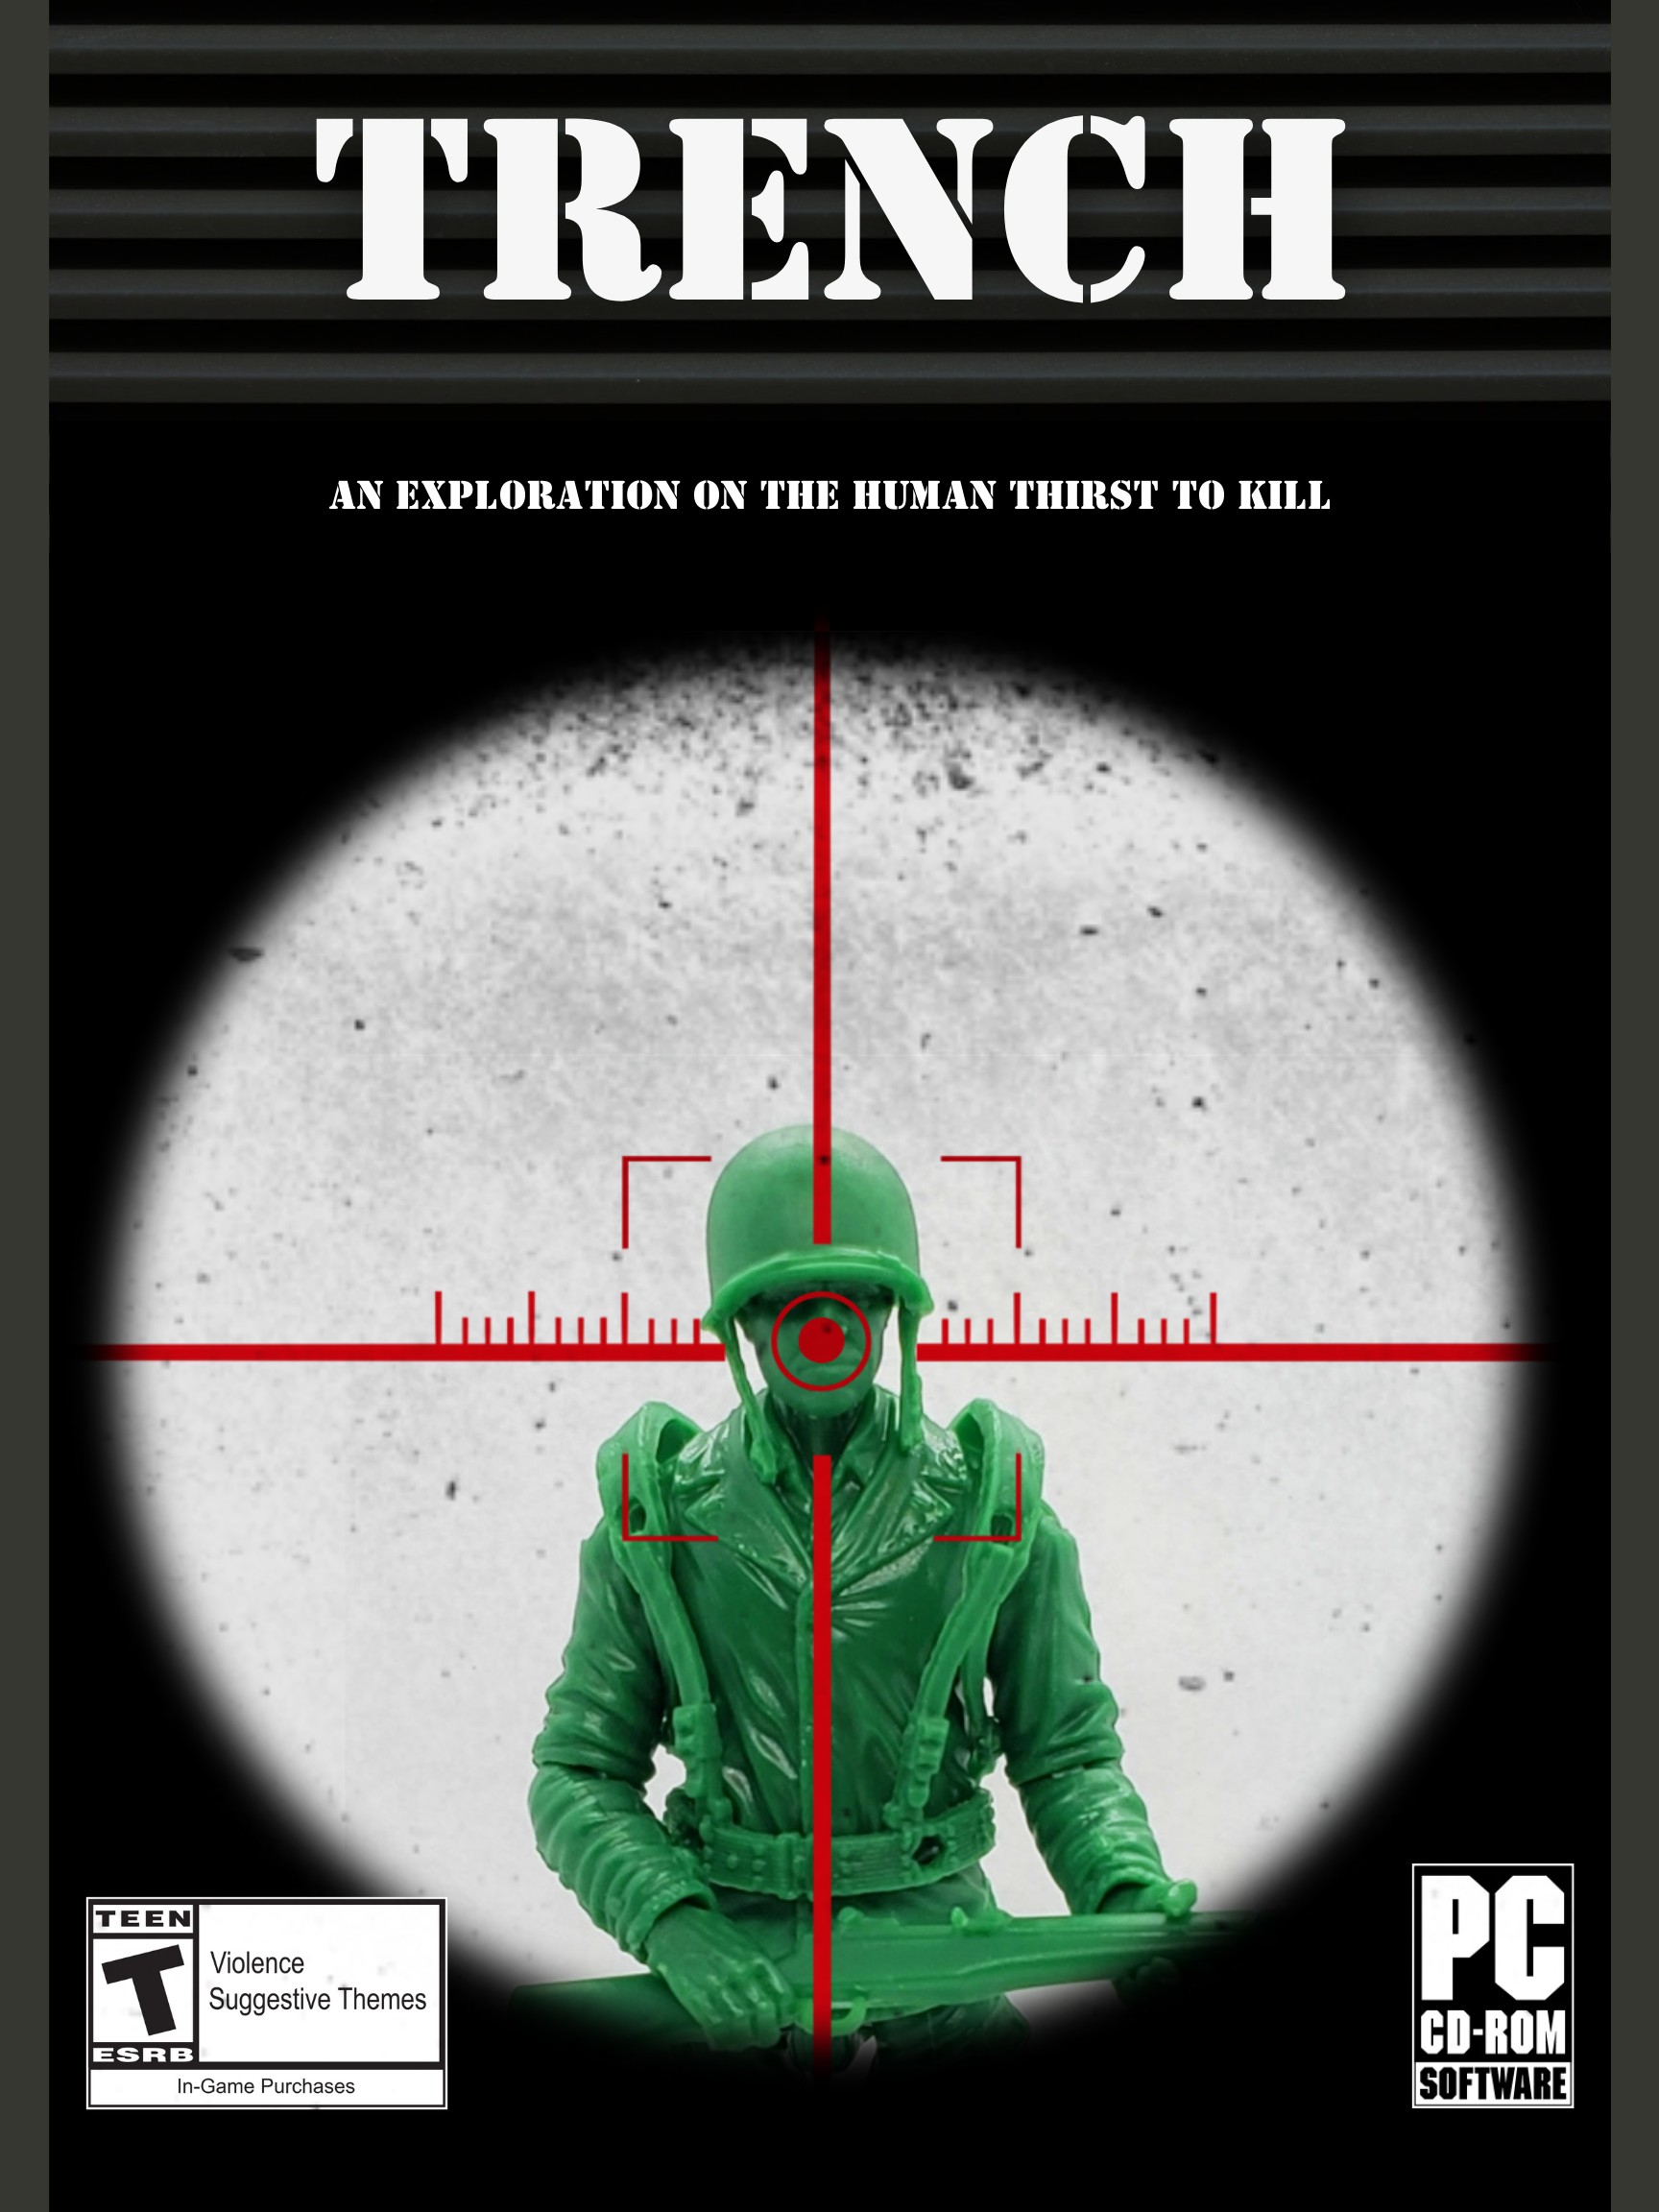 TRENCH
AN EXPLORATION ON THE HUMAN THIRST TO KILL
TEEN
T
ESRB
Violence
Suggestive Themes
In-Game Purchases
PC
CD-ROM
SOFTWARE